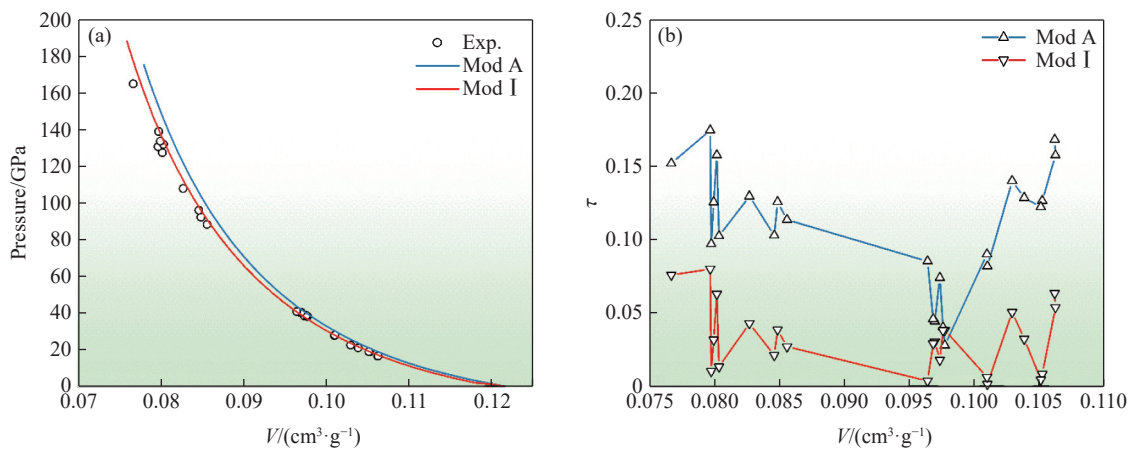 (a)
Exp.
Mod A
Mod I
Pressure/GPa
200
180
160
140
120
100
80
60
40
20
0
0.07 0.08 0.09 0.10 0.11 0.12
V/(cm³·g⁻¹)
(b)
Mod A
Mod I
τ
0.25
0.20
0.15
0.10
0.05
0
0.075 0.080 0.085 0.090 0.095 0.100 0.105 0.110
V/(cm³·g⁻¹)